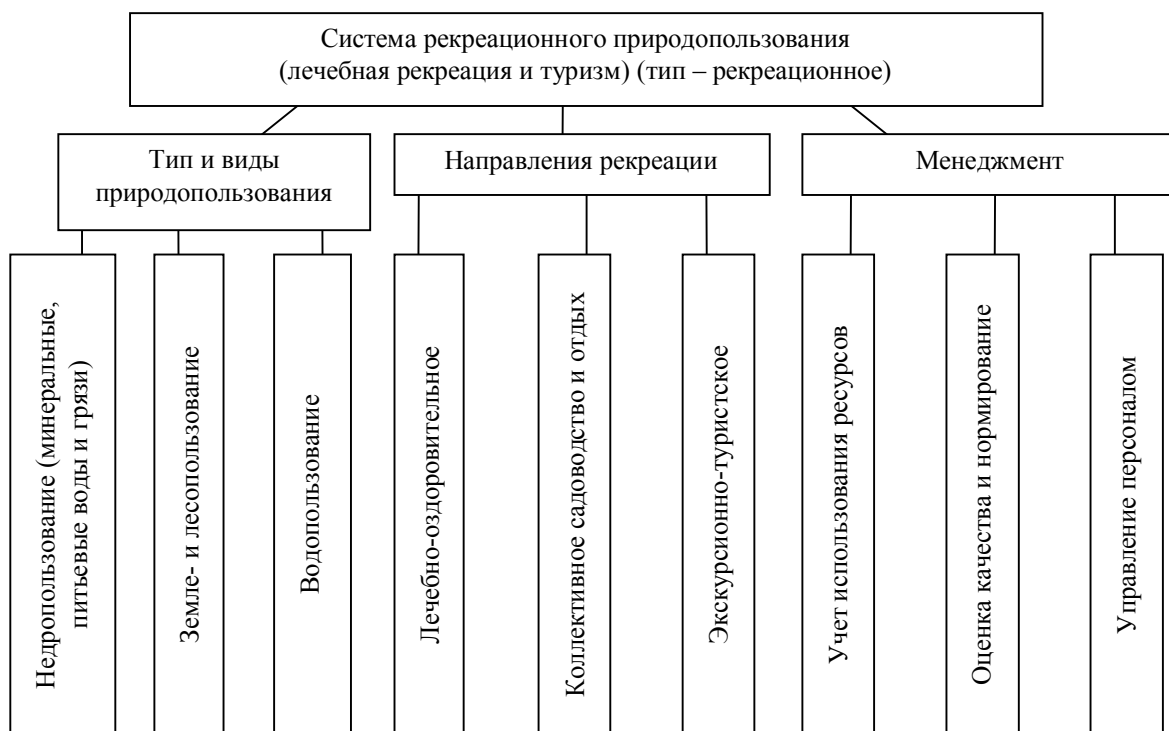 Система рекреационного природопользования
(лечебная рекреация и туризм) (тип – рекреационное)
Тип и виды
природопользования
Направления рекреации
Менеджмент
Недропользование (минеральные,
питьевые воды и грязи)
Земле- и лесопользование
Водопользование
Лечебно-оздоровительное
Коллективное садоводство и отдых
Экскурсионно-туристское
Учет использования ресурсов
Оценка качества и нормирование
Управление персоналом